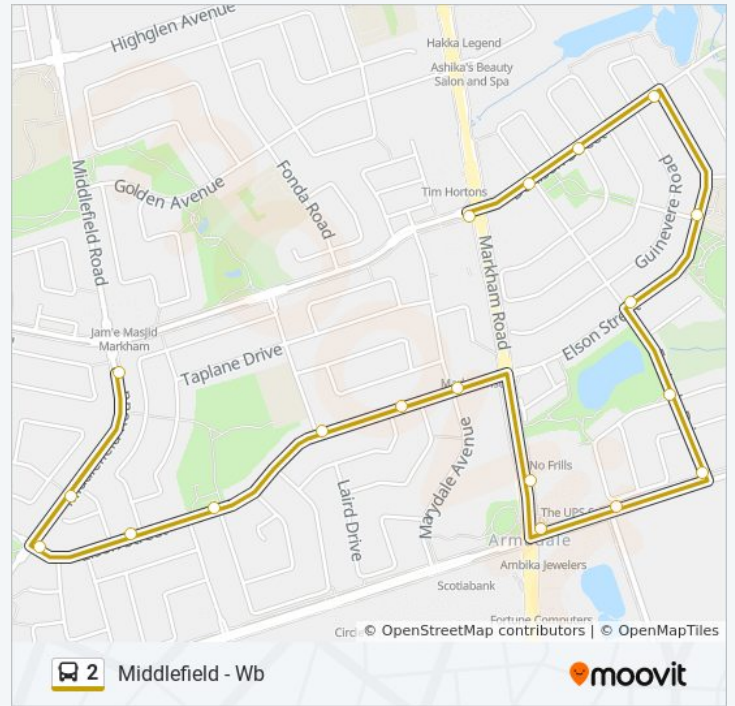 Highglen Avenue
Hakka Legend
Ashika's Beauty
Salon and Spa
Middlefield Road
Golden Avenue
Fonda Road
Tim Hortons
Guinevere Road
Markham Road
Jam'e Masjid
Markham
Taplane Drive
Elson Street
Marydale Avenue
Laird Drive
No Frills
The UPS S
Armadale
Ambika Jewelers
Scotiabank
Fortune Computers
Circle
© OpenStreetMap contributors | © OpenMapTiles
2 Middlefield - Wb
moovit